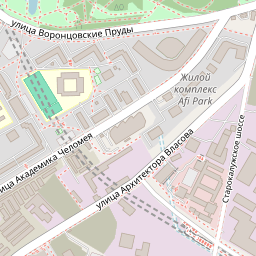 улица Воронцовские Пруды
Жилой
комплекс
Afi Park
Старокалужское шоссе
улица Академика Челомея
улица Архитектора Власова